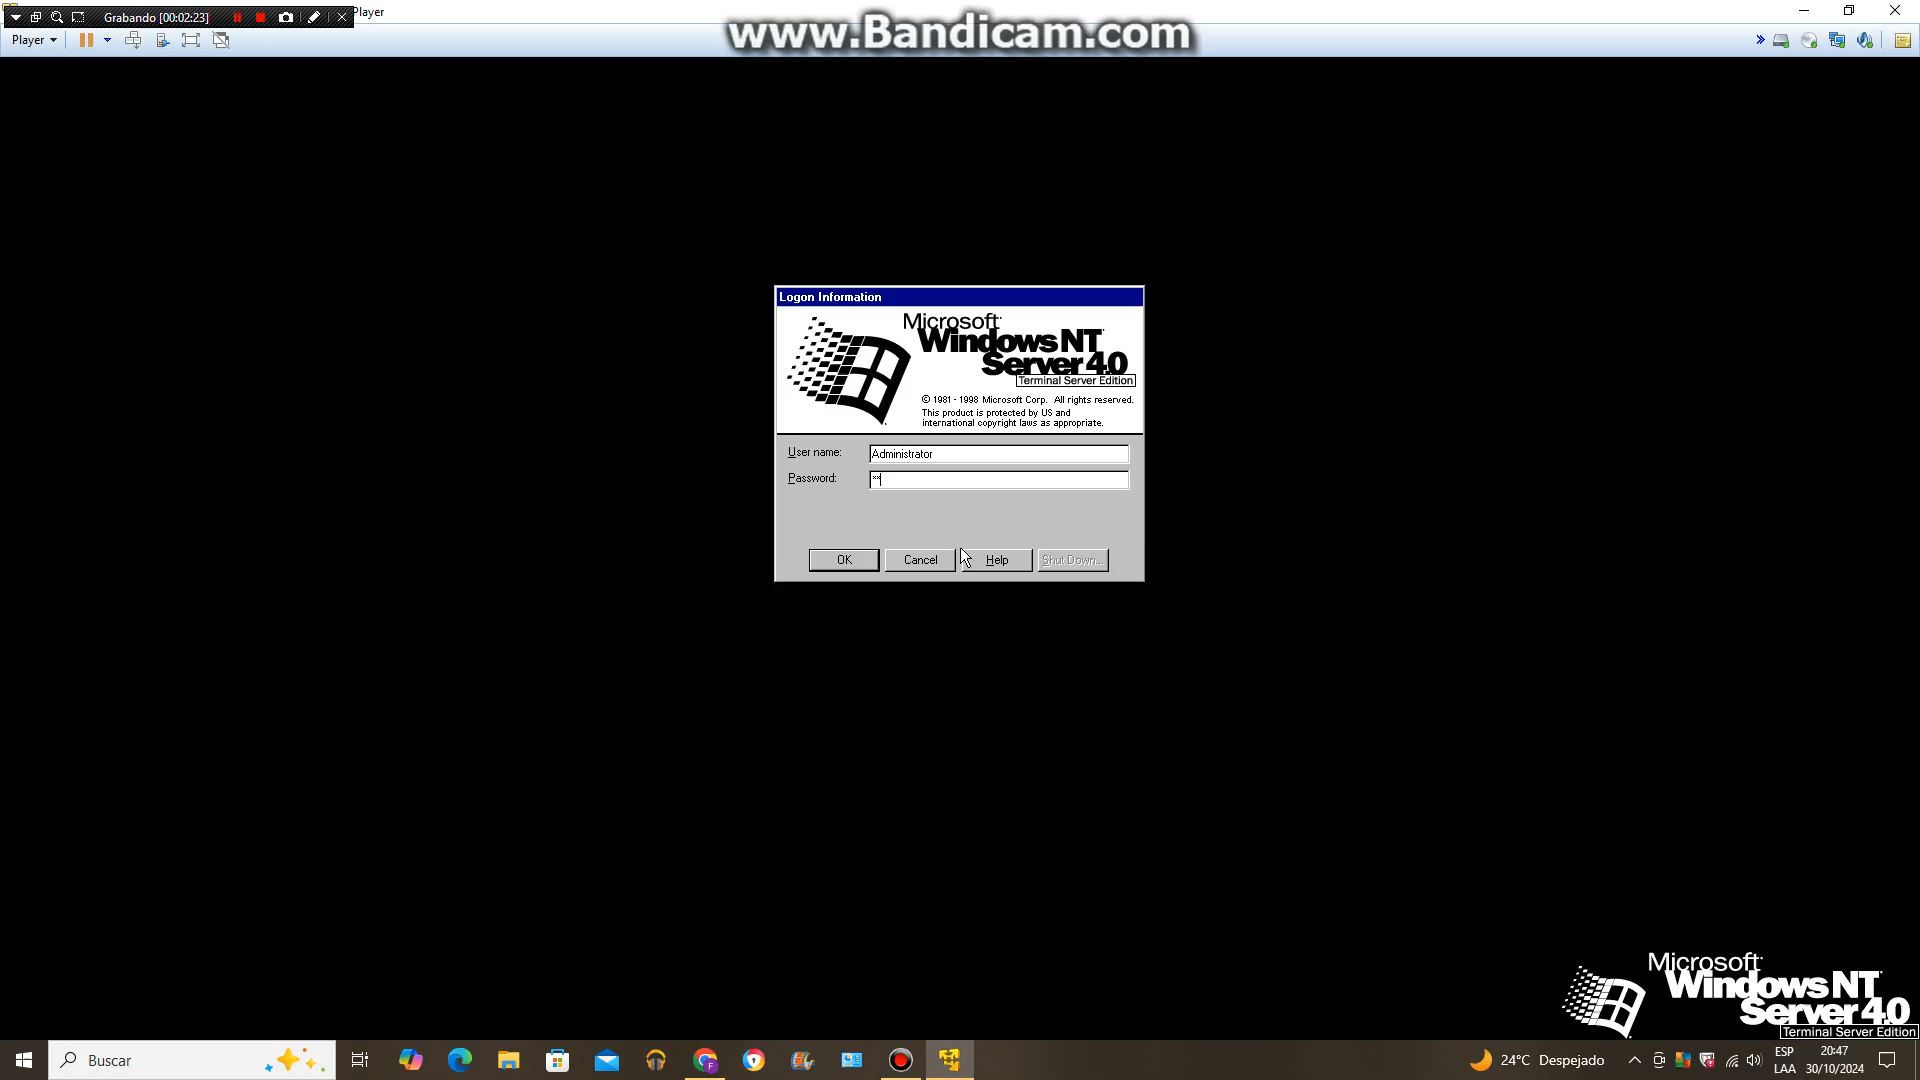 Grabando [00:02:23]
Player
www.Bandicam.com
Player
Logon Information
Microsoft
Windows NT
Server 4.0
Terminal Server Edition
© 1981 - 1998 Microsoft Corp. All rights reserved.
This product is protected by US and
international copyright laws as appropriate.
User name: Administrator
Password: **
OK Cancel Help Shut Down...
Microsoft
Windows NT
Server 4.0
Terminal Server Edition
Buscar
24°C Despejado
ESP
LAA
20:47
30/10/2024